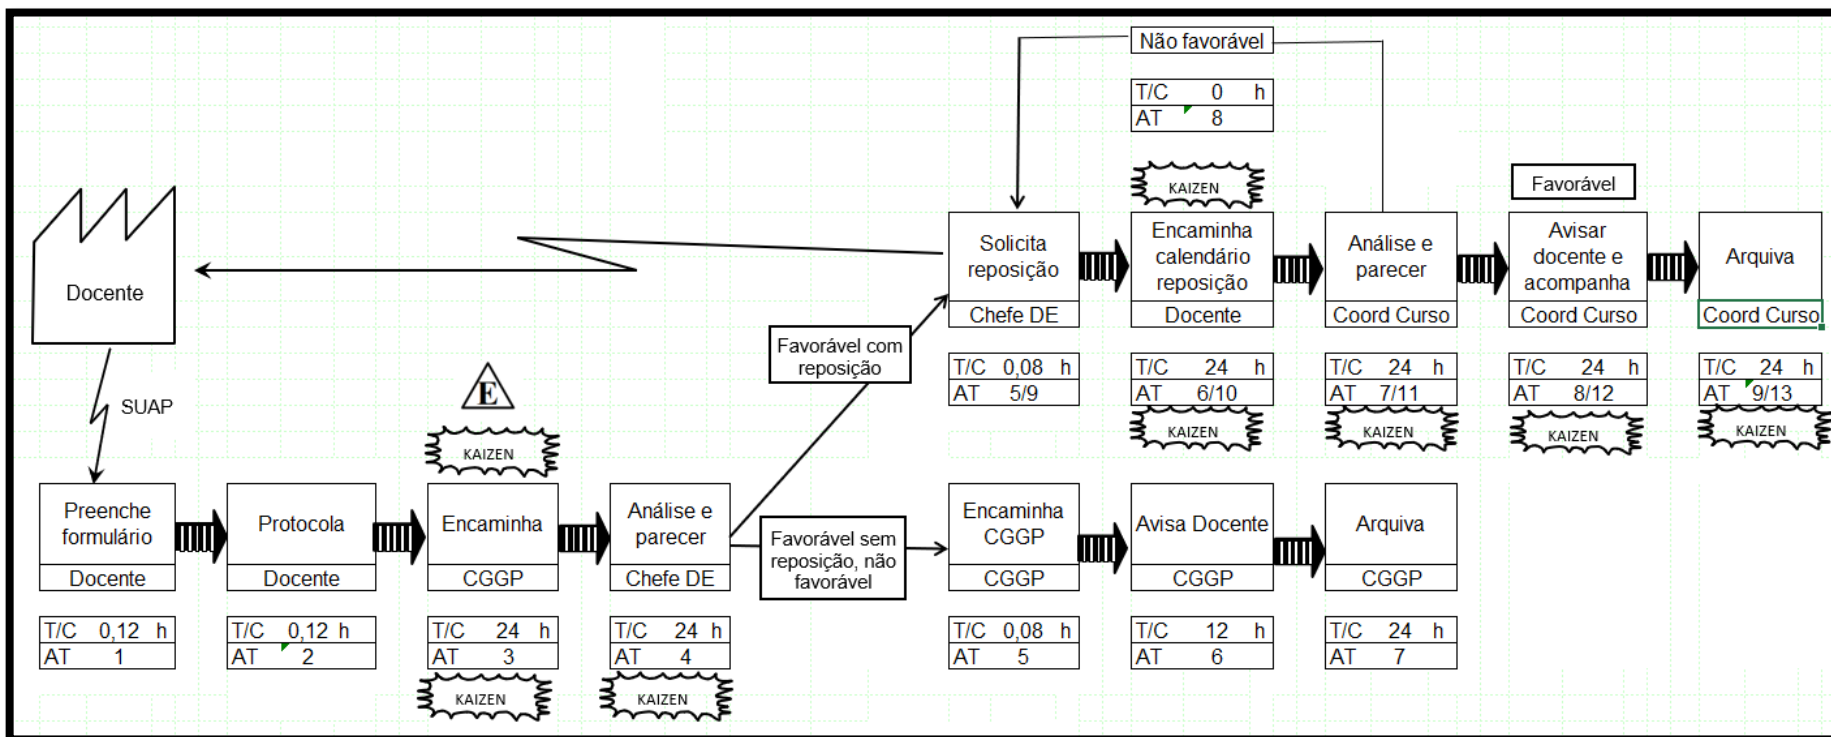 Não favorável
T/C 0 h
AT 8
KAIZEN
Favorável
Docente
SUAP
Solicita
reposição
Chefe DE
T/C 0,08 h
AT 5/9
Encaminha
calendário
reposição
Docente
T/C 24 h
AT 6/10
KAIZEN
Análise e
parecer
Coord Curso
T/C 24 h
AT 7/11
KAIZEN
Avisar
docente e
acompanha
Coord Curso
T/C 24 h
AT 8/12
KAIZEN
Arquiva
Coord Curso
T/C 24 h
AT 9/13
KAIZEN
Favorável com
reposição
E
KAIZEN
Preenche
formulário
Docente
T/C 0,12 h
AT 1
Protocola
Docente
T/C 0,12 h
AT 2
Encaminha
CGGP
T/C 24 h
AT 3
KAIZEN
Análise e
parecer
Chefe DE
T/C 24 h
AT 4
KAIZEN
Favorável sem
reposição, não
favorável
Encaminha
CGGP
CGGP
T/C 0,08 h
AT 5
Avisa Docente
CGGP
T/C 12 h
AT 6
Arquiva
CGGP
T/C 24 h
AT 7